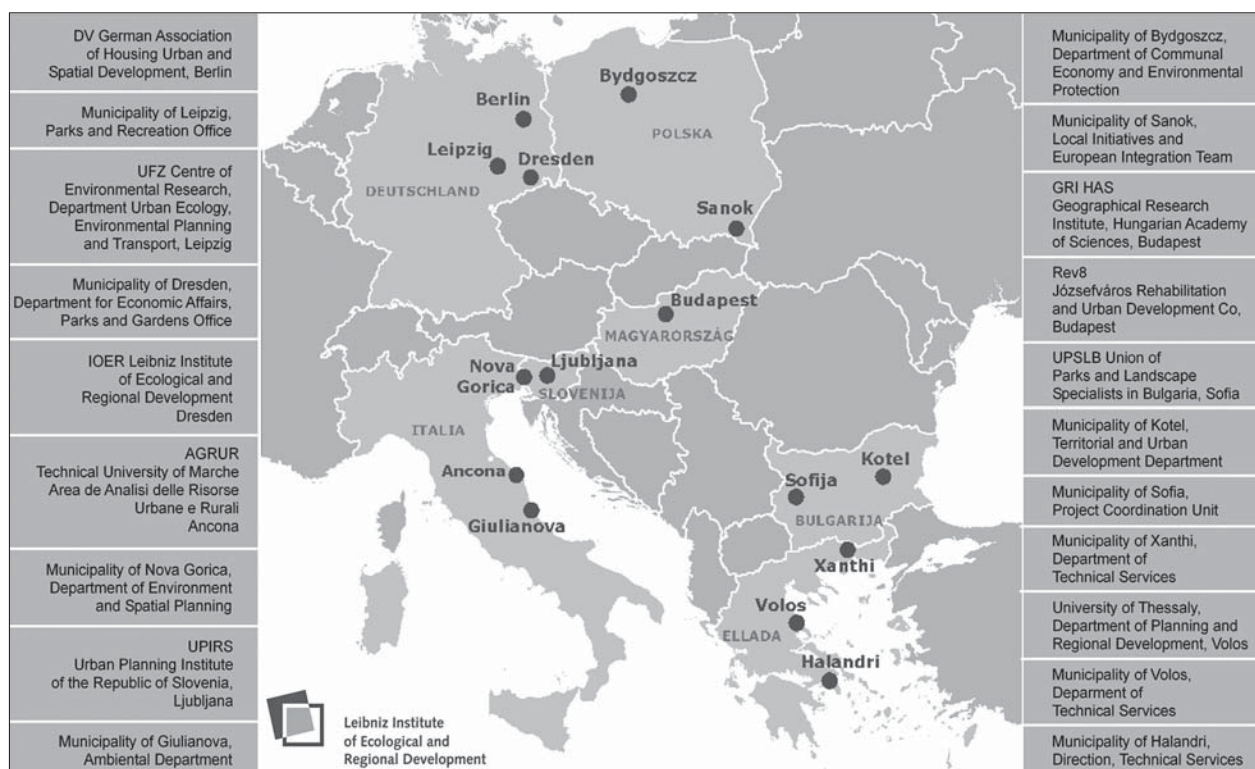 DV German Association
of Housing Urban and
Spatial Development, Berlin
Municipality of Leipzig,
Parks and Recreation Office
UFZ Centre of
Environmental Research,
Department Urban Ecology,
Environmental Planning
and Transport, Leipzig
Municipality of Dresden,
Department for Economic Affairs,
Parks and Gardens Office
IOER Leibniz Institute
of Ecological and
Regional Development
Dresden
AGRUR
Technical University of Marche
Area de Analisi delle Risorse
Urbane e Rurali
Ancona
Municipality of Nova Gorica,
Department of Environment
and Spatial Planning
UPIRS
Urban Planning Institute
of the Republic of Slovenia,
Ljubljana
Municipality of Giulianova,
Ambiental Department
Bydgoszcz
Berlin
POLSKA
Leipzig
Dresden
DEUTSCHLAND
Sanok
Budapest
MAGYARORSZÁG
Nova
Gorica
Ljubljana
SLOVENIJA
ITALIA
Ancona
Giulianova
Kotel
Sofija
BULGARIJA
Xanthi
Volos
ELLADA
Halandri
Leibniz Institute
of Ecological and
Regional Development
Municipality of Bydgoszcz,
Department of Communal
Economy and Environmental
Protection
Municipality of Sanok,
Local Initiatives and
European Integration Team
GRI HAS
Geographical Research
Institute, Hungarian Academy
of Sciences, Budapest
Rev8
Józsefváros Rehabilitation
and Urban Development Co,
Budapest
UPSLB Union of
Parks and Landscape
Specialists in Bulgaria, Sofia
Municipality of Kotel,
Territorial and Urban
Development Department
Municipality of Sofia,
Project Coordination Unit
Municipality of Xanthi,
Department of
Technical Services
University of Thessaly,
Department of Planning and
Regional Development, Volos
Municipality of Volos,
Deparment of
Technical Services
Municipality of Halandri,
Direction, Technical Services